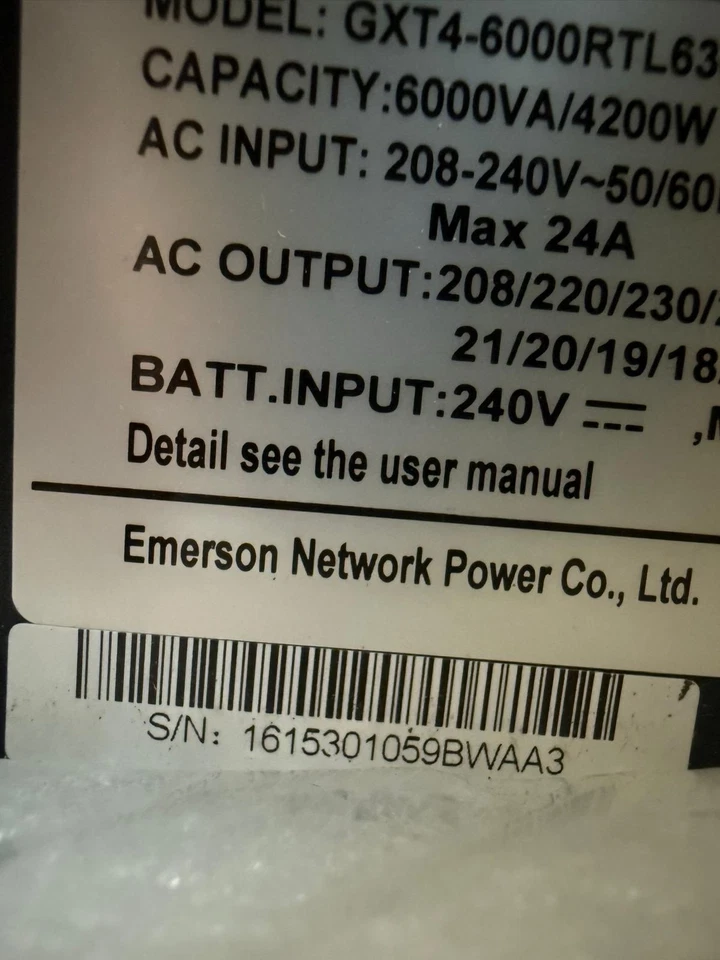 MODEL: GXT4-6000RTL63
CAPACITY:6000VA/4200W
AC INPUT: 208-240V~50/60
Max 24A
AC OUTPUT:208/220/230/
21/20/19/18
BATT.INPUT:240V ⎓ ,
Detail see the user manual
Emerson Network Power Co., Ltd.
S/N: 1615301059BWAA3